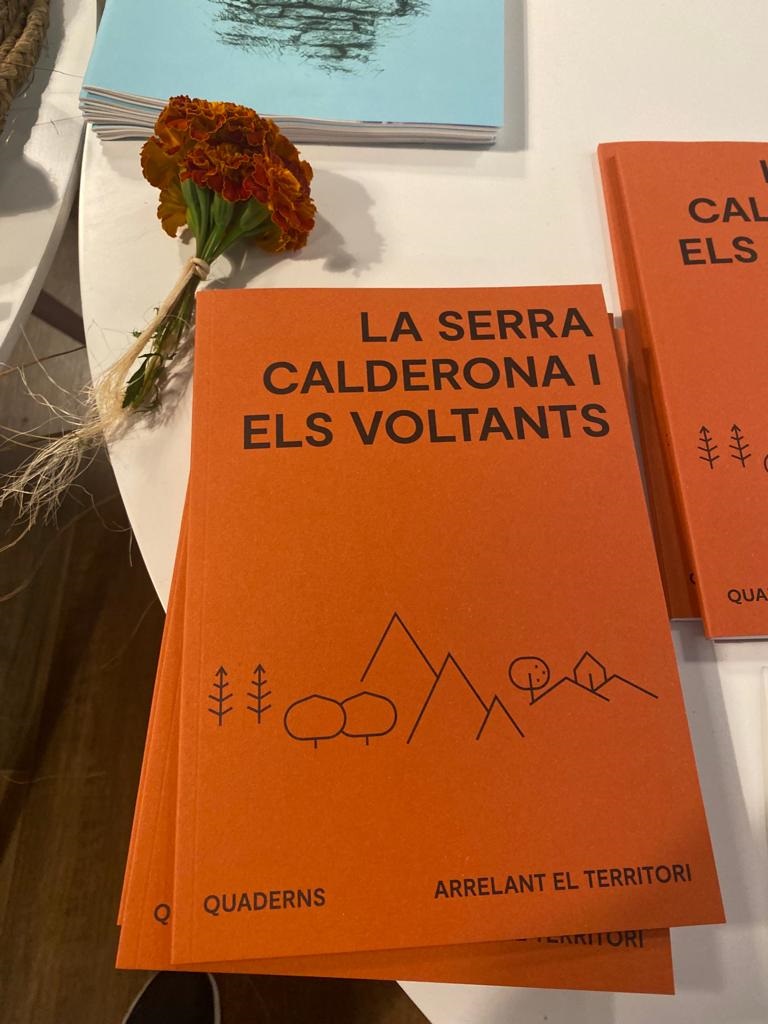 LA SERRA
CALDERONA I
ELS VOLTANTS
QUADERNS
ARRELANT EL TERRITORI
TERRITORI
CAL
ELS
QUA